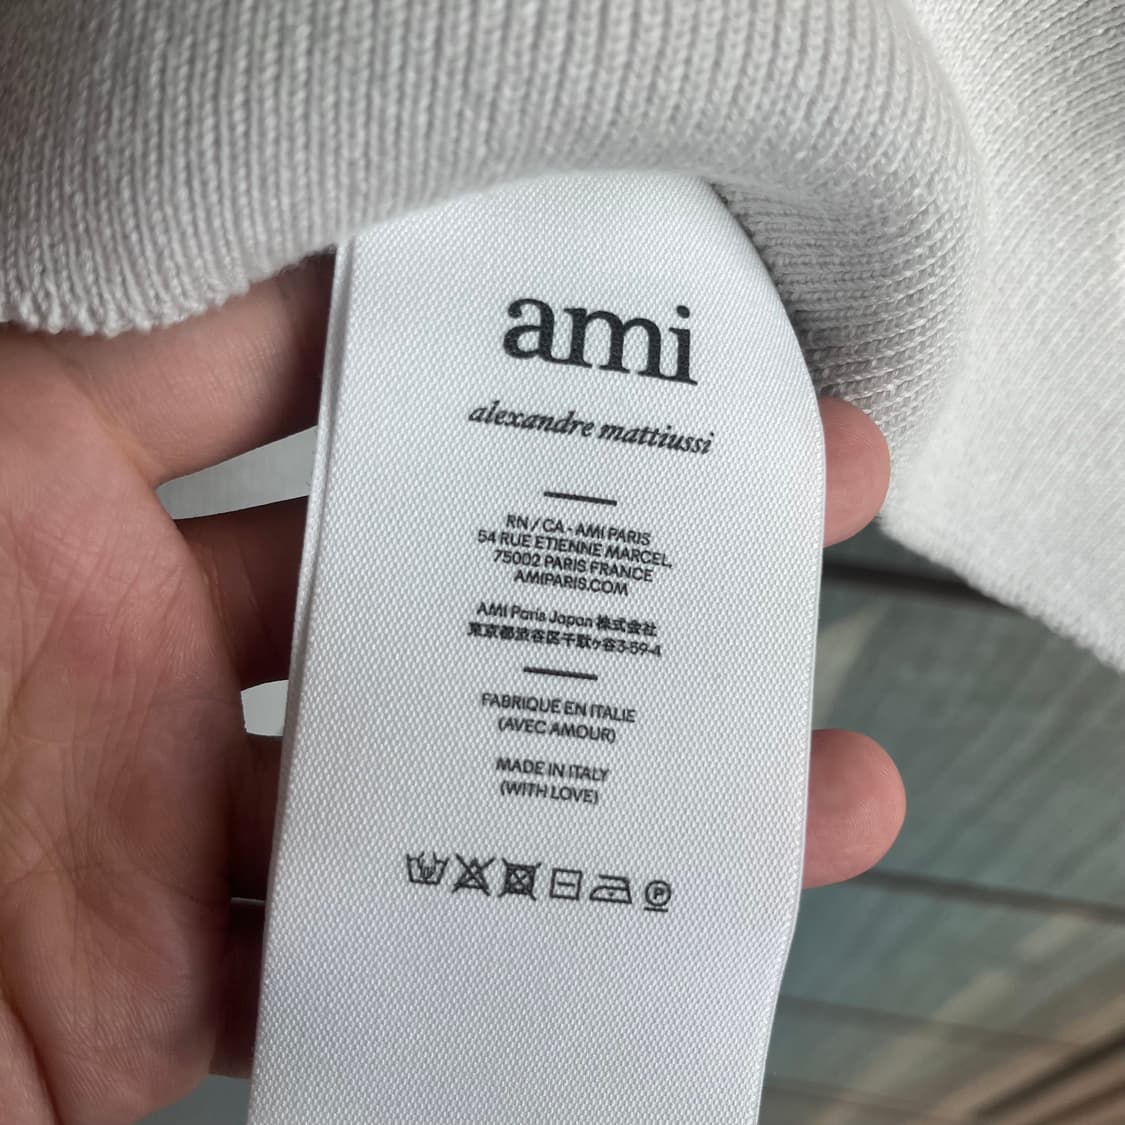 ami
alexandre mattiussi
RN / CA - AMI PARIS
54 RUE ETIENNE MARCEL,
75002 PARIS FRANCE
AMIPARIS.COM
AMI Paris Japan 株式会社
東京都渋谷区千駄ヶ谷3-59-4
FABRIQUÉ EN ITALIE
(AVEC AMOUR)
MADE IN ITALY
(WITH LOVE)
P